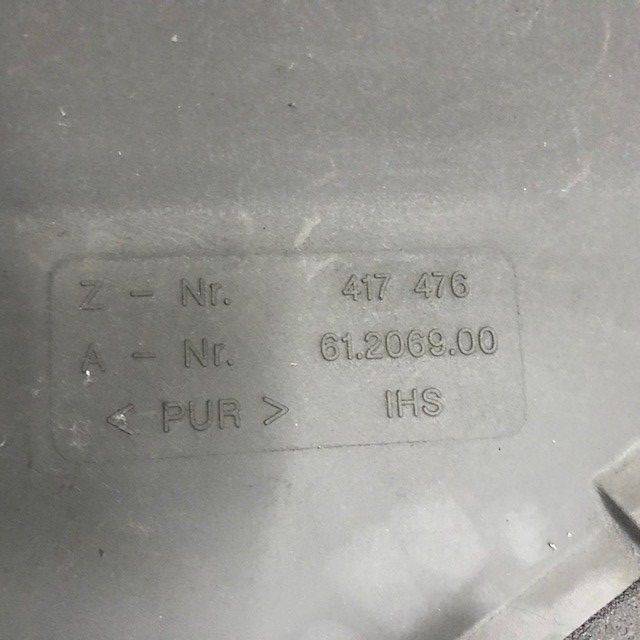 Z - Nr. 417 476
A - Nr. 61.2069.00
< PUR > IHS